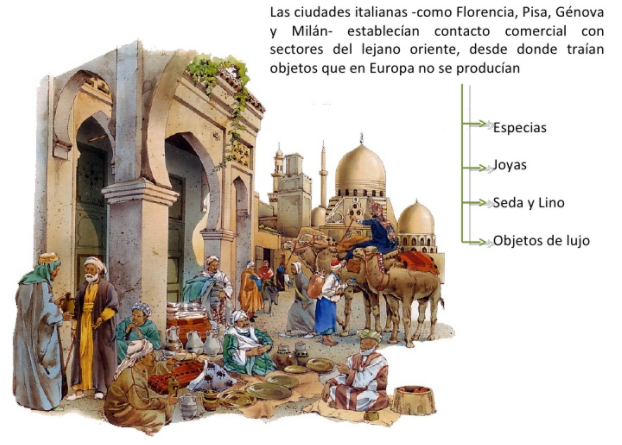 Las ciudades italianas -como Florencia, Pisa, Génova
y Milán- establecían contacto comercial con
sectores del lejano oriente, desde donde traían
objetos que en Europa no se producían
Especias
Joyas
Seda y Lino
Objetos de lujo